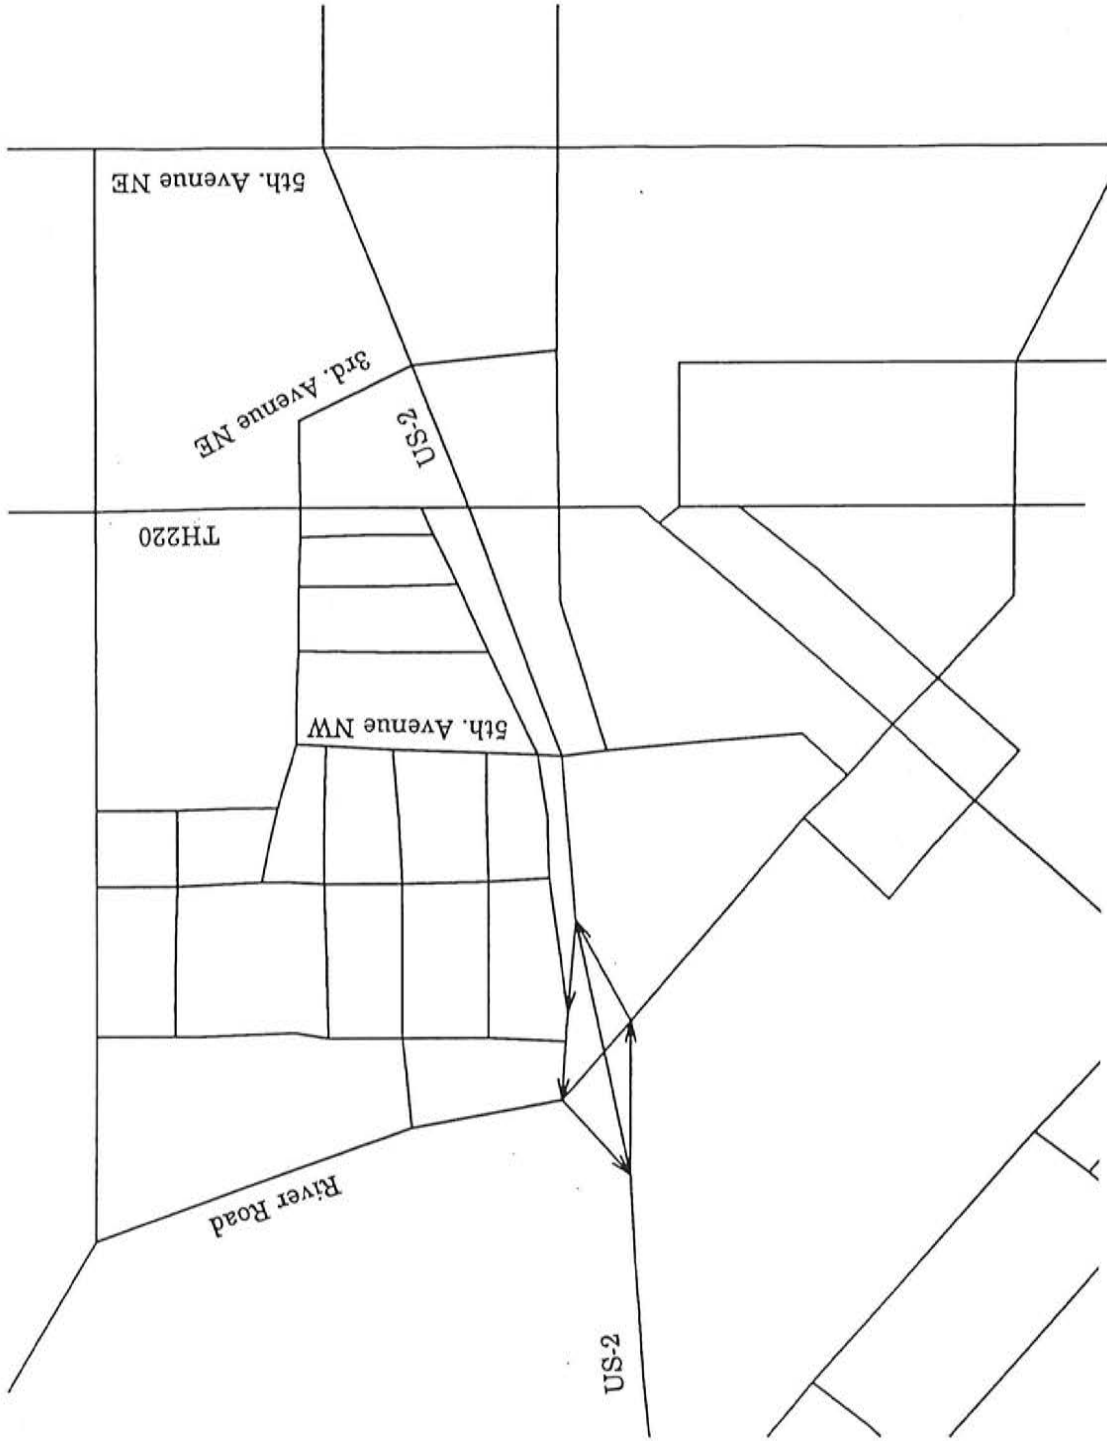 5th. Avenue NE
3rd. Avenue NE
US-2
TH220
5th. Avenue NW
River Road
US-2